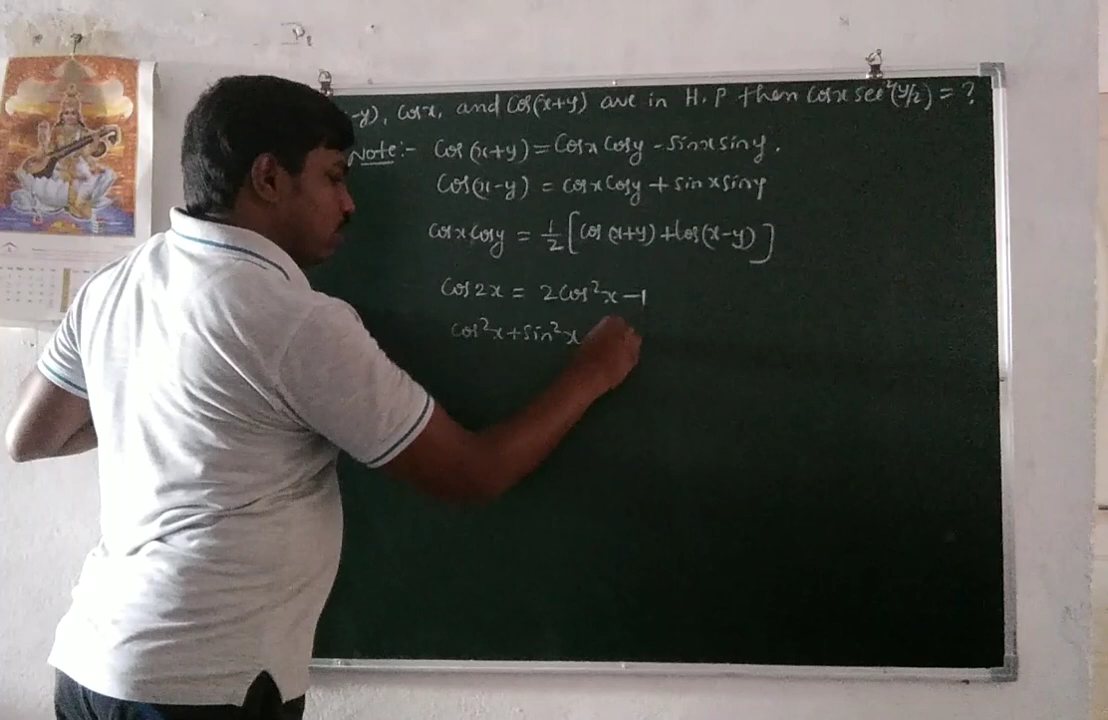 -y), cosx, and cos(x+y) are in H.P then cosx sec(y/2) = ?
Note:- cos(x+y) = cosx cosy - sinx siny.
cos(x-y) = cosx cosy + sinx siny
cosx cosy = 1/2 [cos(x+y) + cos(x-y)]
cos2x = 2cos²x - 1
cos²x + sin²x